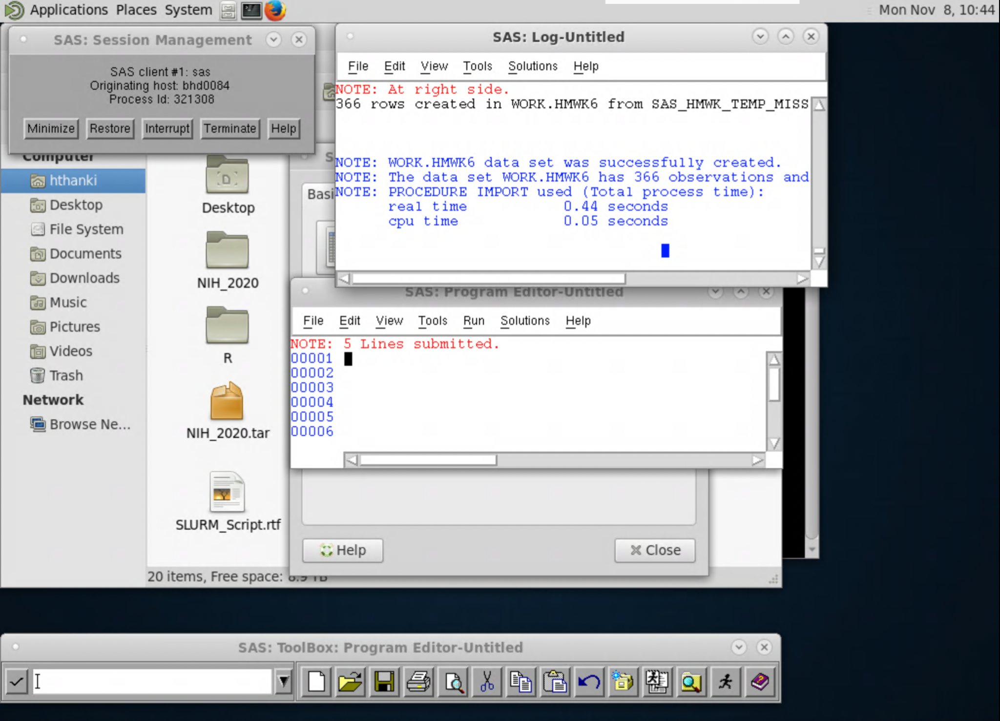 Applications Places System
Mon Nov 8, 10:44
SAS: Session Management
SAS client #1: sas
Originating host: bhd0084
Process Id: 321308
Minimize Restore Interrupt Terminate Help
SAS: Log-Untitled
File Edit View Tools Solutions Help
NOTE: At right side.
366 rows created in WORK.HMWK6 from SAS_HMWK_TEMP_MISS
NOTE: WORK.HMWK6 data set was successfully created.
NOTE: The data set WORK.HMWK6 has 366 observations and
NOTE: PROCEDURE IMPORT used (Total process time):
real time 0.44 seconds
cpu time 0.05 seconds
Computer
hthanki
Desktop
File System
Documents
Downloads
Music
Pictures
Videos
Trash
Network
Browse Ne...
Desktop
NIH_2020
R
NIH_2020.tar
SLURM_Script.rtf
20 items, Free space: 8.9 TB
S
Basi
SAS: Program Editor-Untitled
File Edit View Tools Run Solutions Help
NOTE: 5 Lines submitted.
00001
00002
00003
00004
00005
00006
Help Close
SAS: ToolBox: Program Editor-Untitled